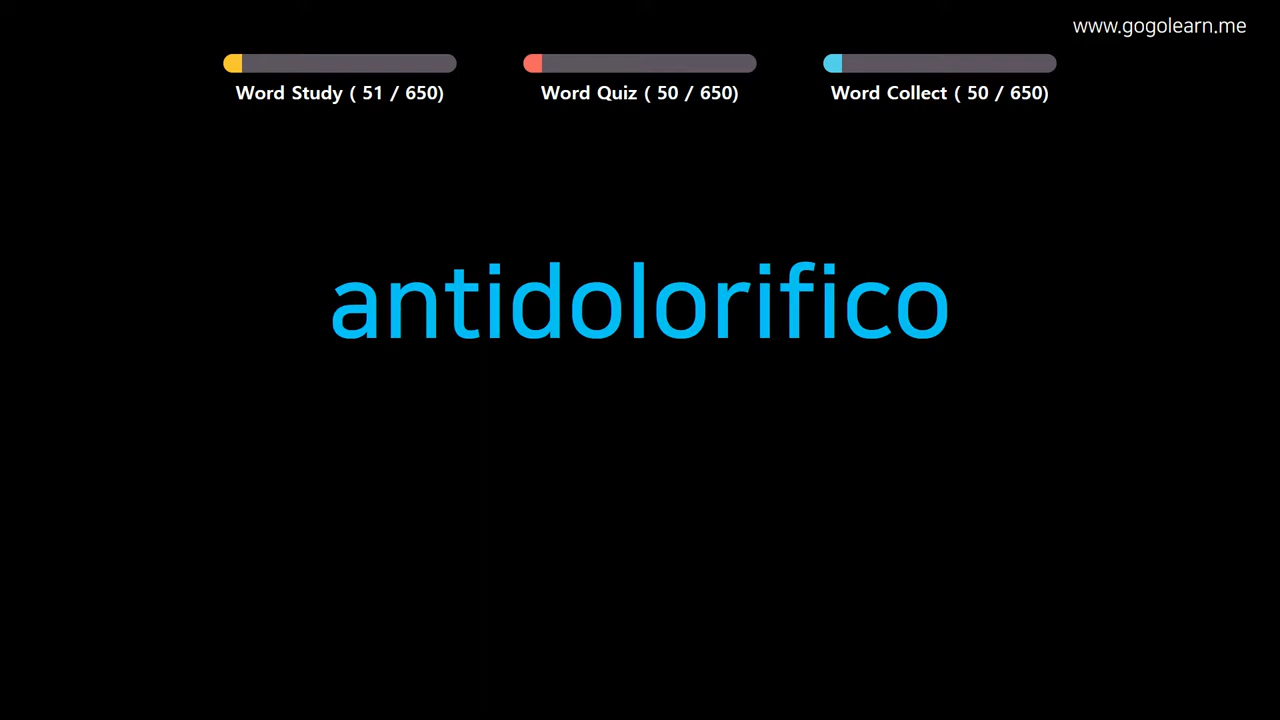 www.gogolearn.me
Word Study ( 51 / 650)
Word Quiz ( 50 / 650)
Word Collect ( 50 / 650)
antidolorifico